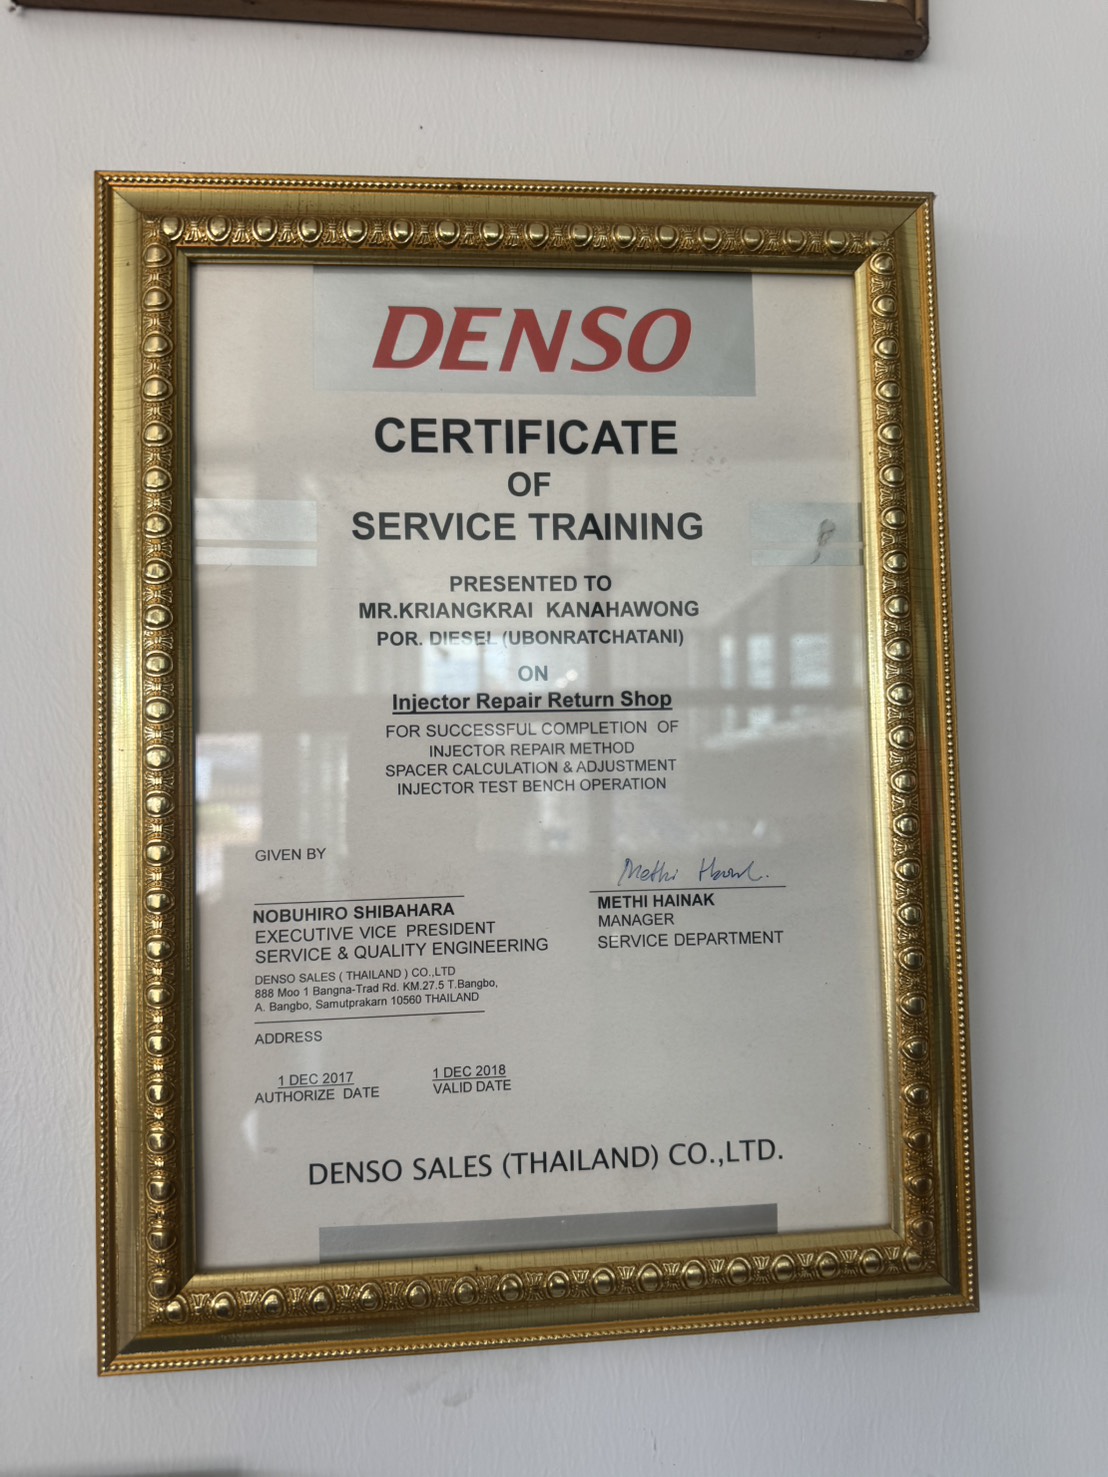 DENSO
CERTIFICATE
OF
SERVICE TRAINING
PRESENTED TO
MR.KRIANGKRAI KANAHAWONG
POR. DIESEL (UBONRATCHATANI)
ON
Injector Repair Return Shop
FOR SUCCESSFUL COMPLETION OF
INJECTOR REPAIR METHOD
SPACER CALCULATION & ADJUSTMENT
INJECTOR TEST BENCH OPERATION
GIVEN BY
NOBUHIRO SHIBAHARA
EXECUTIVE VICE PRESIDENT
SERVICE & QUALITY ENGINEERING
DENSO SALES ( THAILAND ) CO.,LTD
888 Moo 1 Bangna-Trad Rd. KM.27.5 T.Bangbo,
A. Bangbo, Samutprakarn 10560 THAILAND
ADDRESS
Methi
METHI HAINAK
MANAGER
SERVICE DEPARTMENT
1 DEC 2017
AUTHORIZE DATE
1 DEC 2018
VALID DATE
DENSO SALES (THAILAND) CO.,LTD.